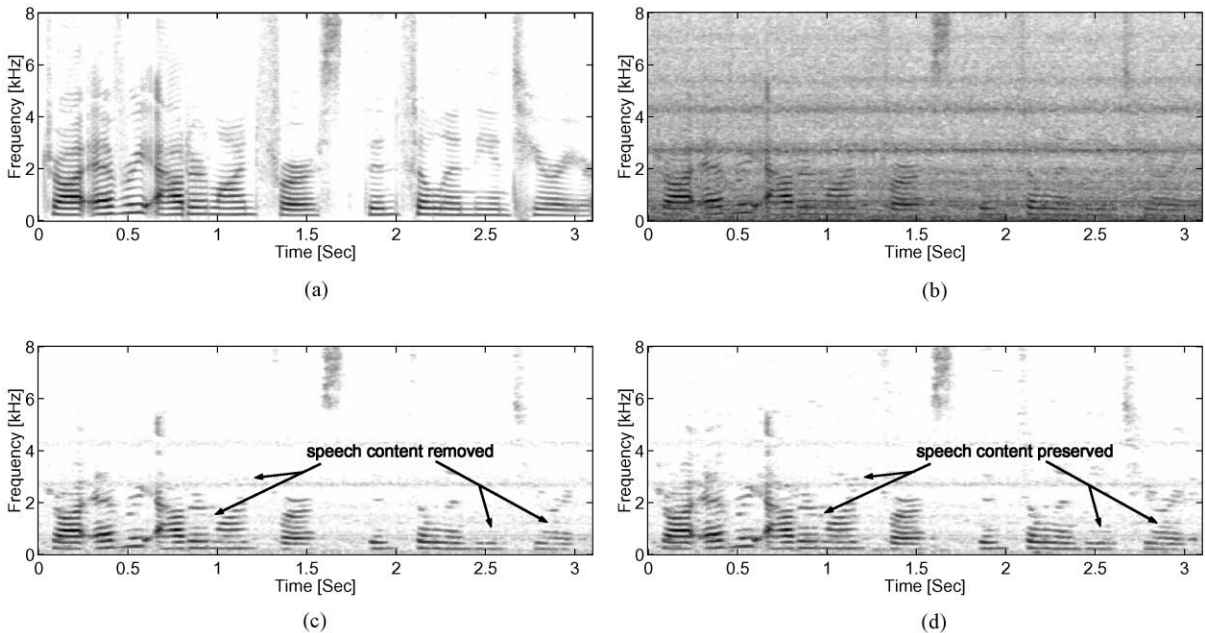 8
6
4
2
0
Frequency [kHz]
0 0.5 1 1.5 2 2.5 3
Time [Sec]
(a)
8
6
4
2
0
Frequency [kHz]
0 0.5 1 1.5 2 2.5 3
Time [Sec]
(b)
8
6
4
2
0
Frequency [kHz]
speech content removed
0 0.5 1 1.5 2 2.5 3
Time [Sec]
(c)
8
6
4
2
0
Frequency [kHz]
speech content preserved
0 0.5 1 1.5 2 2.5 3
Time [Sec]
(d)